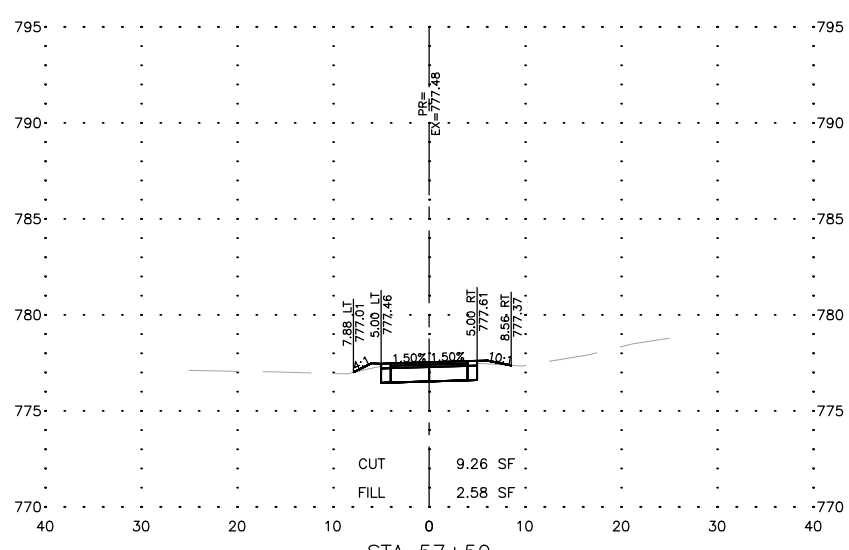 795 795
PR=
EX=777.48
790 790
785 785
780 780
7.88 LT
777.01
5.00 LT
777.46
5.00 RT
777.61
8.56 RT
777.37
4:1 1.50% 1.50% 10:1
775 775
CUT 9.26 SF
FILL 2.58 SF
770 770
40 30 20 10 0 10 20 30 40
STA 57+50